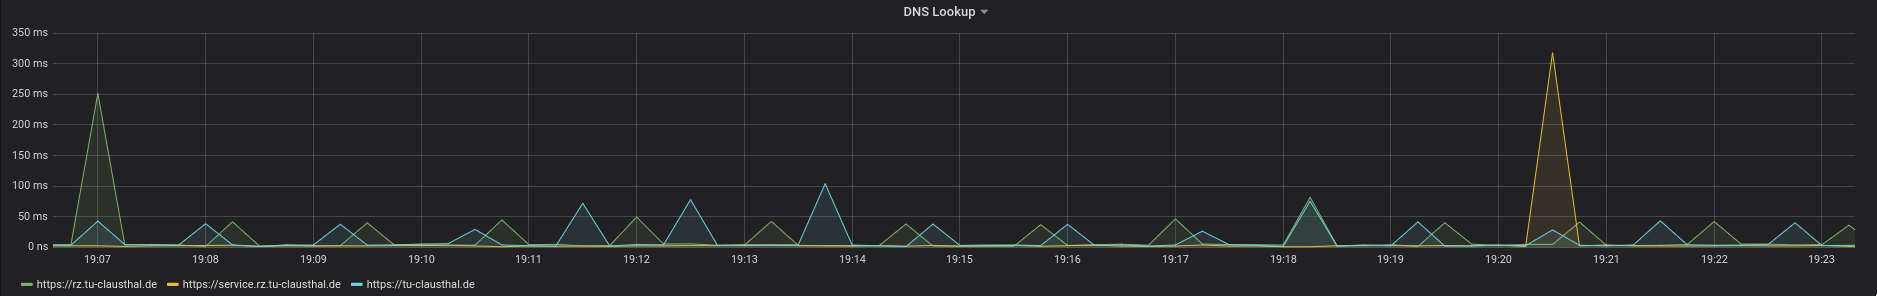 DNS Lookup
350 ms
300 ms
250 ms
200 ms
150 ms
100 ms
50 ms
0 ns
19:07 19:08 19:09 19:10 19:11 19:12 19:13 19:14 19:15 19:16 19:17 19:18 19:19 19:20 19:21 19:22 19:23
https://rz.tu-clausthal.de https://service.rz.tu-clausthal.de https://tu-clausthal.de